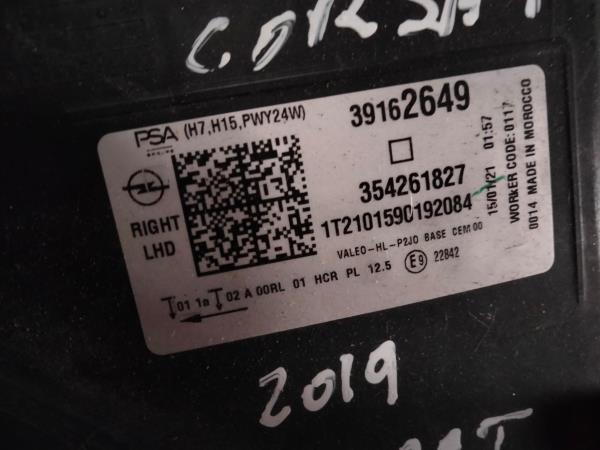 PSA (H7,H15,PWY24W)
39162649
RIGHT
LHD
354261827
1T2101590192084
VALEO-HL-P2JO BASE CEM 00
01 1a 02 A 00RL 01 HCR PL 12.5 E9 22842
15/01/21 01:57
WORKER CODE: 0117
0014 MADE IN MOROCCO
2019